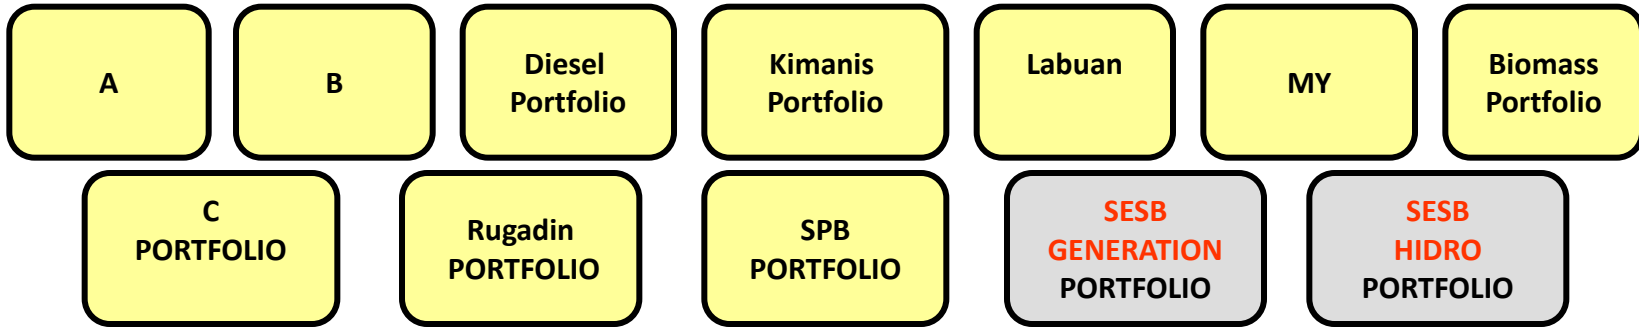 A
B
Diesel
Portfolio
Kimanis
Portfolio
Labuan
MY
Biomass
Portfolio
C
PORTFOLIO
Rugadin
PORTFOLIO
SPB
PORTFOLIO
SESB
GENERATION
PORTFOLIO
SESB
HIDRO
PORTFOLIO